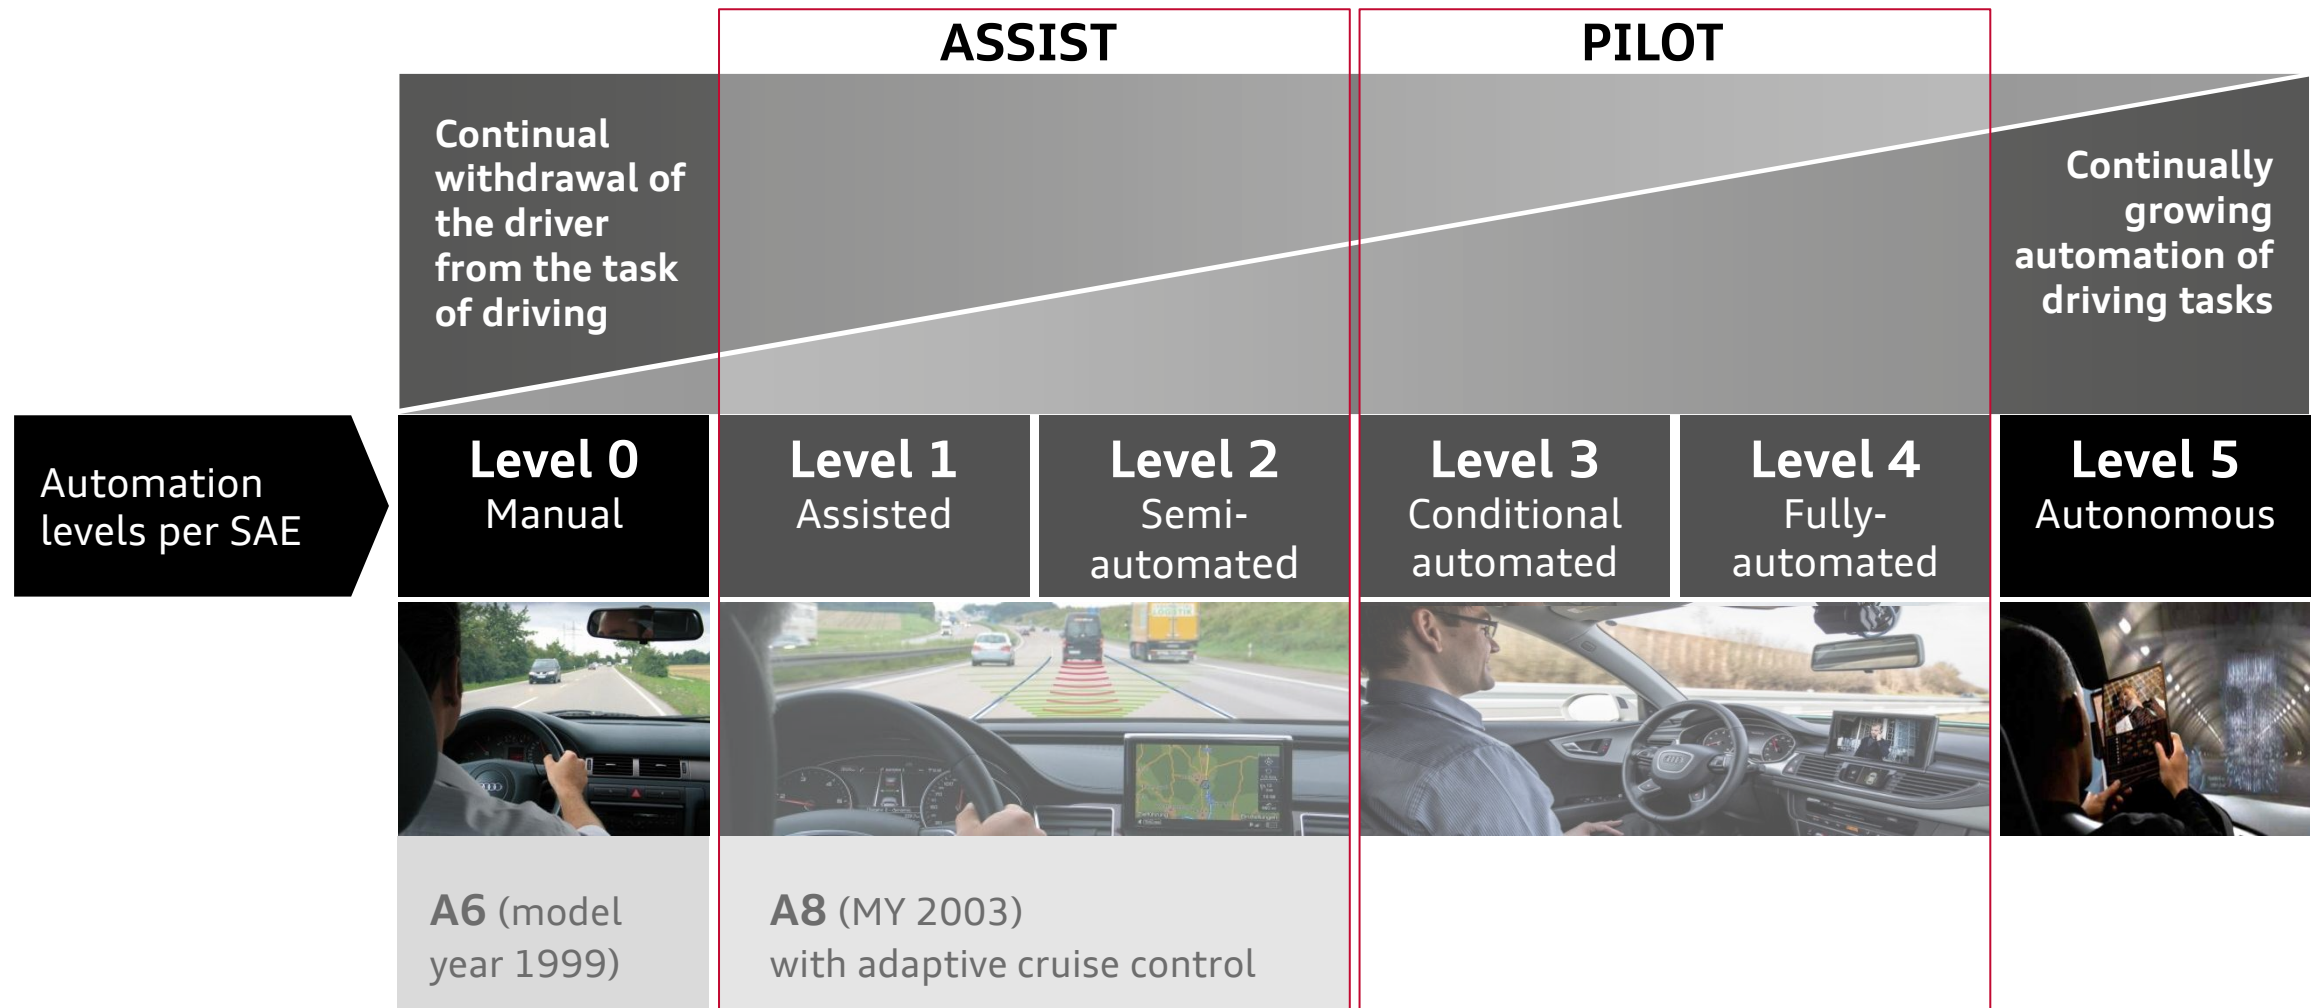 ASSIST
PILOT
Continual
withdrawal of
the driver
from the task
of driving
Continually
growing
automation of
driving tasks
Automation
levels per SAE
Level 0
Manual
Level 1
Assisted
Level 2
Semi-
automated
Level 3
Conditional
automated
Level 4
Fully-
automated
Level 5
Autonomous
LOGISTIK
A6 (model
year 1999)
A8 (MY 2003)
with adaptive cruise control